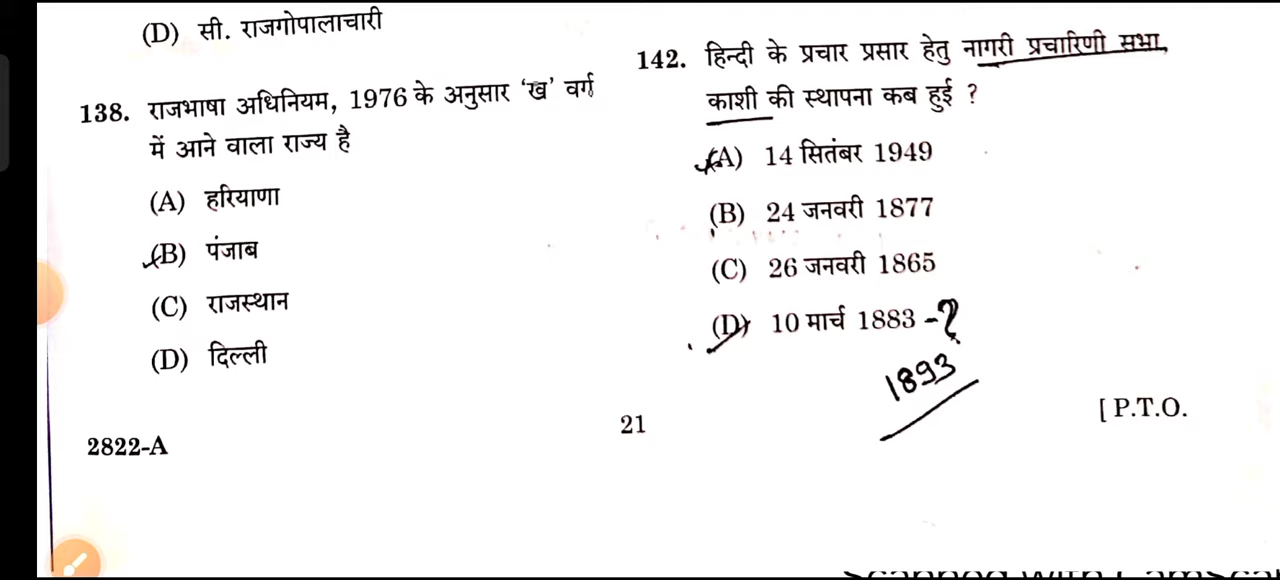 (D) सी. राजगोपालाचारी
138. राजभाषा अधिनियम, 1976 के अनुसार ‘ख’ वर्ग
में आने वाला राज्य है
(A) हरियाणा
(B) पंजाब
(C) राजस्थान
(D) दिल्ली
2822-A
142. हिन्दी के प्रचार प्रसार हेतु नागरी प्रचारिणी सभा
काशी की स्थापना कब हुई ?
(A) 14 सितंबर 1949
(B) 24 जनवरी 1877
(C) 26 जनवरी 1865
(D) 10 मार्च 1883 -?
1893
21
[ P.T.O.